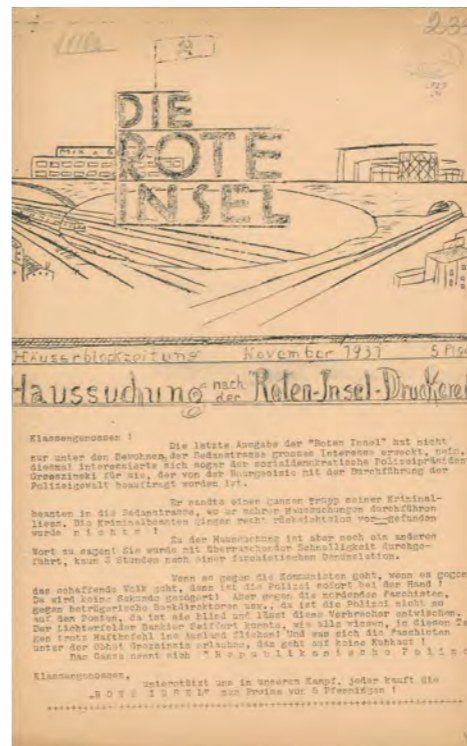 1110a
23
DIE
ROTE
INSEL
Häuserblockzeitung November 1931 5 Pfg
Haussuchung nach der Roten-Insel-Druckerei
Klassengenossen !
Die letzte Ausgabe der "Roten Insel" hat nicht
nur unter den Bewohnern der Sedanstrasse grosses Interesse erweckt, nein,
diesmal interessierte sich sogar der sozialdemokratische Polizeipräsident
Grzesinski für sie, der von der Bourgeoisie mit der Durchführung der
Polizeigewalt beauftragt worden ist.
Er sandte einen ganzen Trupp seiner Kriminal-
beamten in die Sedanstrasse, wo er mehrere Haussuchungen durchführen
liess. Die Kriminalbeamten gingen recht rücksichtslos vor - gefunden
wurde n i c h t s !
Zu der Haussuchung ist aber noch ein anderes
Wort zu sagen! Sie wurde mit überraschender Schnelligkeit durchge-
führt, kaum 2 Stunden nach einer faschistischen Denunziation.
Wenn es gegen die Kommunisten geht, wenn es gegen
das schaffende Volk geht, dann ist die Polizei sofort bei der Hand !
Da wird keine Sekunde gezögert! Aber gegen die mordenden Faschisten,
gegen betrügerische Bankdirektoren usw., da ist die Polizei nicht so
auf dem Posten, da ist sie blind und lässt diese Verbrecher entwischen.
Der Lichterfelder Bankier Seiffert konnte, wie alle wissen, in diesen Ta-
gen trotz Haftbefehl ins Ausland fliehen! Und was sich die Faschisten
unter der Obhut Grzesinsis erlauben, das geht auf keine Kuhhaut !
Das Ganze nennt sich " R e p u b l i k a n i s c h e P o l i z
Klassengenossen,
unterstützt uns in unserem Kampf, jeder kauft die
"ROTE INSEL" zum Preise von 5 Pfennigen !